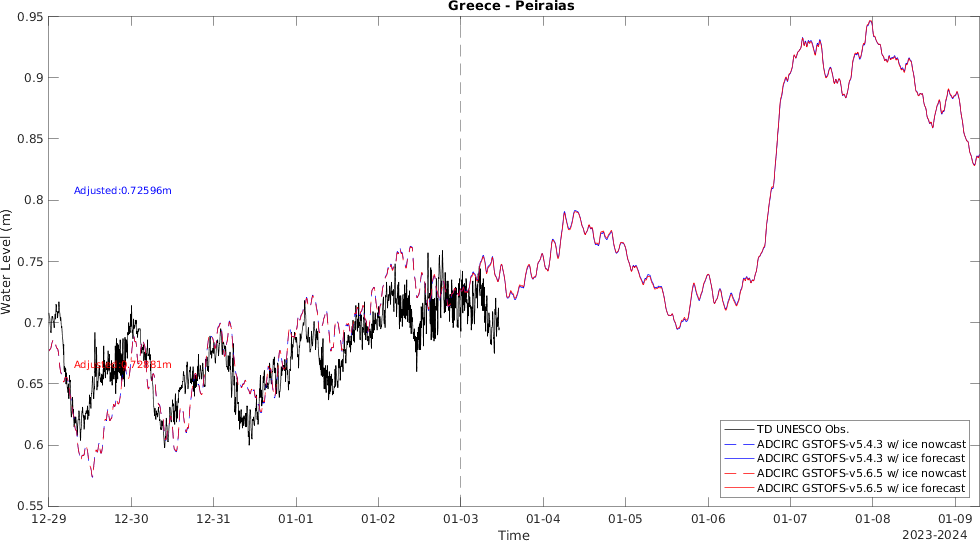 Greece - Peiraias
Water Level (m)
0.95
0.9
0.85
0.8
0.75
0.7
0.65
0.6
0.55
Adjusted:0.72596m
TD UNESCO Obs.
ADCIRC GSTOFS-v5.4.3 w/ ice nowcast
ADCIRC GSTOFS-v5.4.3 w/ ice forecast
ADCIRC GSTOFS-v5.6.5 w/ ice nowcast
ADCIRC GSTOFS-v5.6.5 w/ ice forecast
12-29 12-30 12-31 01-01 01-02 01-03 01-04 01-05 01-06 01-07 01-08 01-09
Time
2023-2024